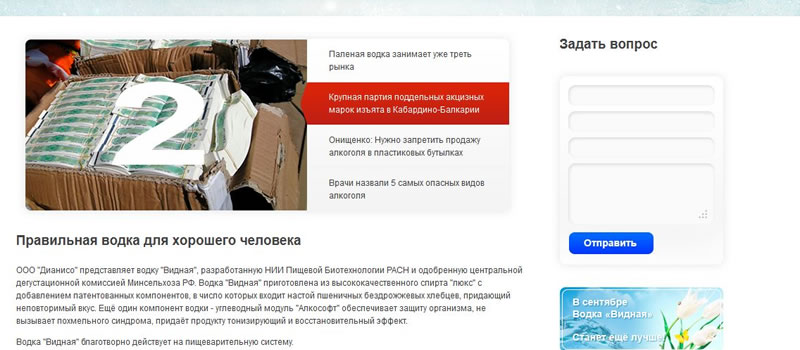 2
Паленая водка занимает уже треть
рынка
Крупная партия поддельных акцизных
марок изъята в Кабардино-Балкарии
Онищенко: Нужно запретить продажу
алкоголя в пластиковых бутылках
Врачи назвали 5 самых опасных видов
алкоголя
Правильная водка для хорошего человека
ООО "Дианисо" представляет водку "Видная", разработанную НИИ Пищевой Биотехнологии РАСН и одобренную центральной
дегустационной комиссией Минсельхоза РФ. Водка "Видная" приготовлена из высококачественного спирта "люкс" с
добавлением патентованных компонентов, в число которых входит настой пшеничных бездрожжевых хлебцев, придающий
неповторимый вкус. Ещё один компонент водки - углеводный модуль "Алкософт" обеспечивает защиту организма, не
вызывает похмельного синдрома, придаёт продукту тонизирующий и восстановительный эффект.
Водка "Видная" благотворно действует на пищеварительную систему.
Задать вопрос
Отправить
В сентябре
Водка «Видная»
Станет еще лучше